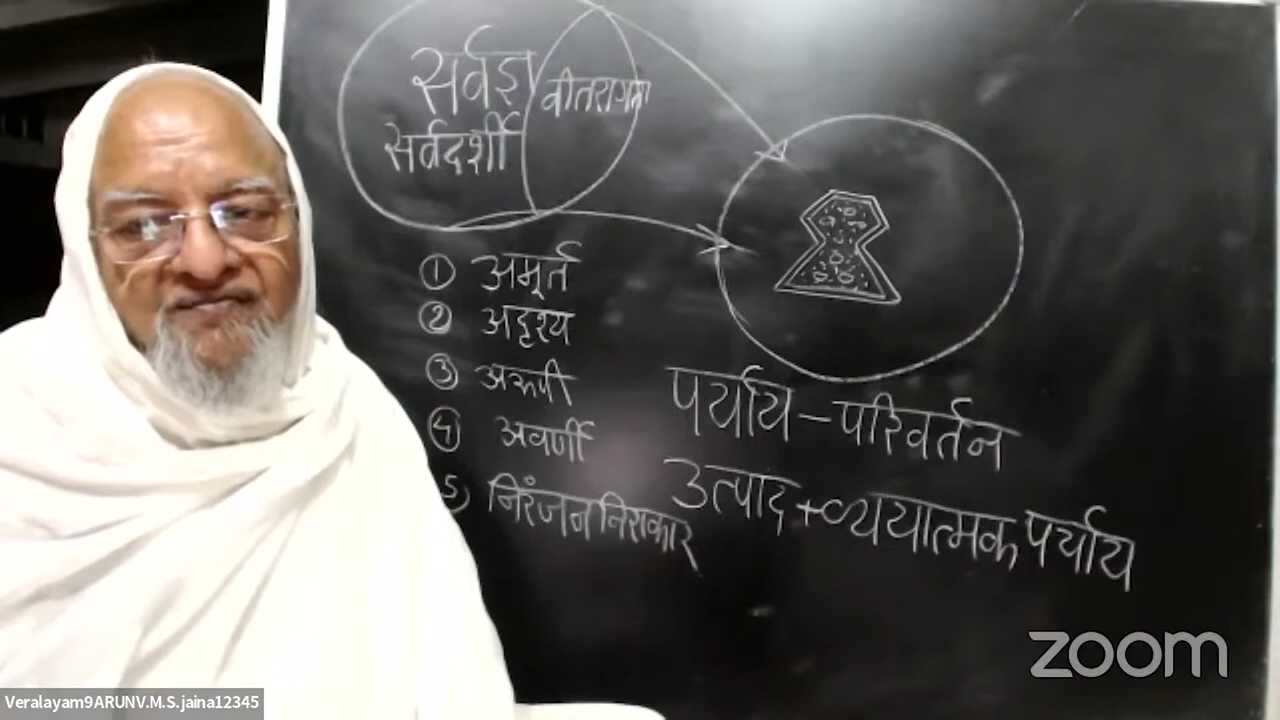 सर्वज्ञ
सर्वदर्शी
वीतरागता
① अमूर्त
② अदृश्य
③ अरूपी
④ अवर्णी
5) निरंजन निराकार
पर्याय - परिवर्तन
उत्पाद + व्ययात्मक पर्याय
zoom
Veralayam9ARUNV.M.S.jaina12345